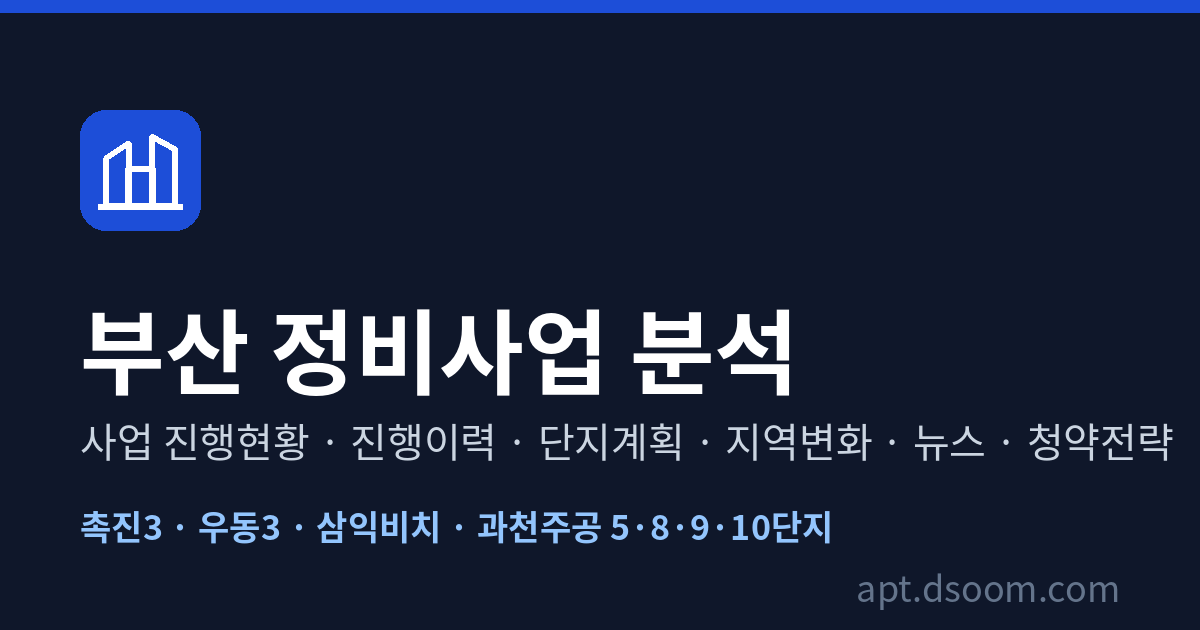 부산 정비사업 분석
사업 진행현황 · 진행이력 · 단지계획 · 지역변화 · 뉴스 · 청약전략
촉진3 · 우동3 · 삼익비치 · 과천주공 5·8·9·10단지
apt.dsoom.com